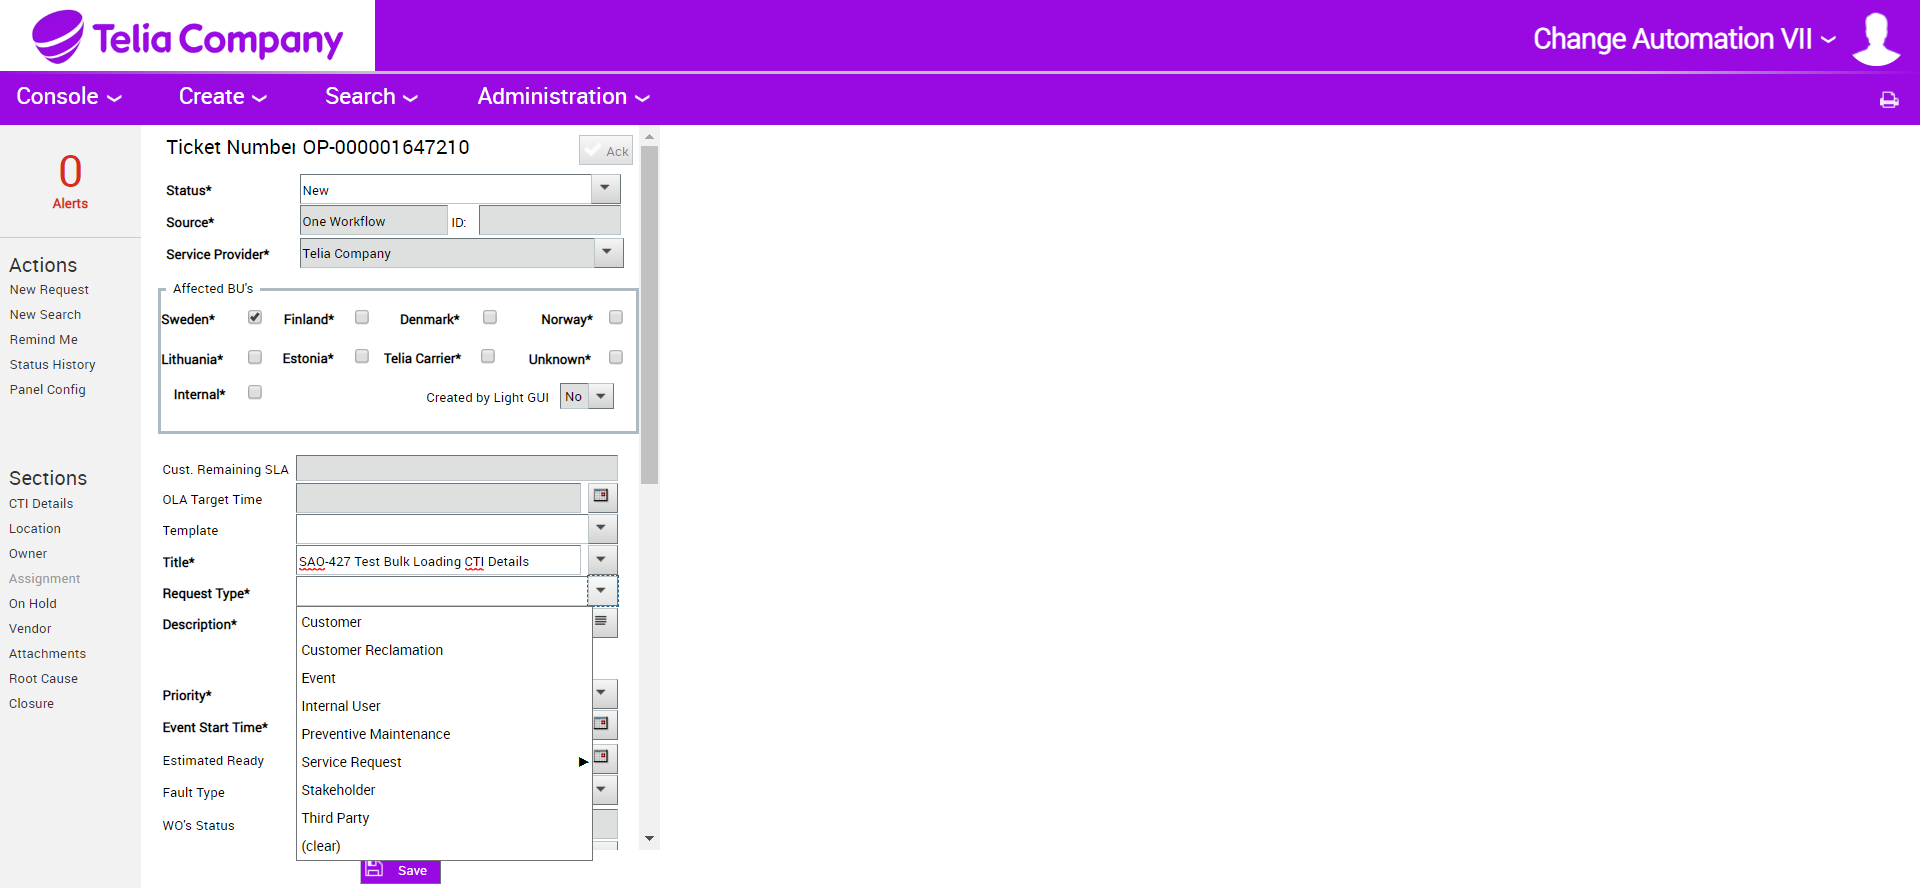 Telia Company
Change Automation VII
Console
Create
Search
Administration
0
Alerts
Actions
New Request
New Search
Remind Me
Status History
Panel Config
Sections
CTI Details
Location
Owner
Assignment
On Hold
Vendor
Attachments
Root Cause
Closure
Ticket Number OP-000001647210
Ack
Status* New
Source* One Workflow ID:
Service Provider* Telia Company
Affected BU's
Sweden* Finland* Denmark* Norway*
Lithuania* Estonia* Telia Carrier* Unknown*
Internal* Created by Light GUI No
Cust. Remaining SLA
OLA Target Time
Template
Title* SAO-427 Test Bulk Loading CTI Details
Request Type*
Description*
Customer
Customer Reclamation
Event
Internal User
Preventive Maintenance
Service Request
Stakeholder
Third Party
(clear)
Priority*
Event Start Time*
Estimated Ready
Fault Type
WO's Status
Save